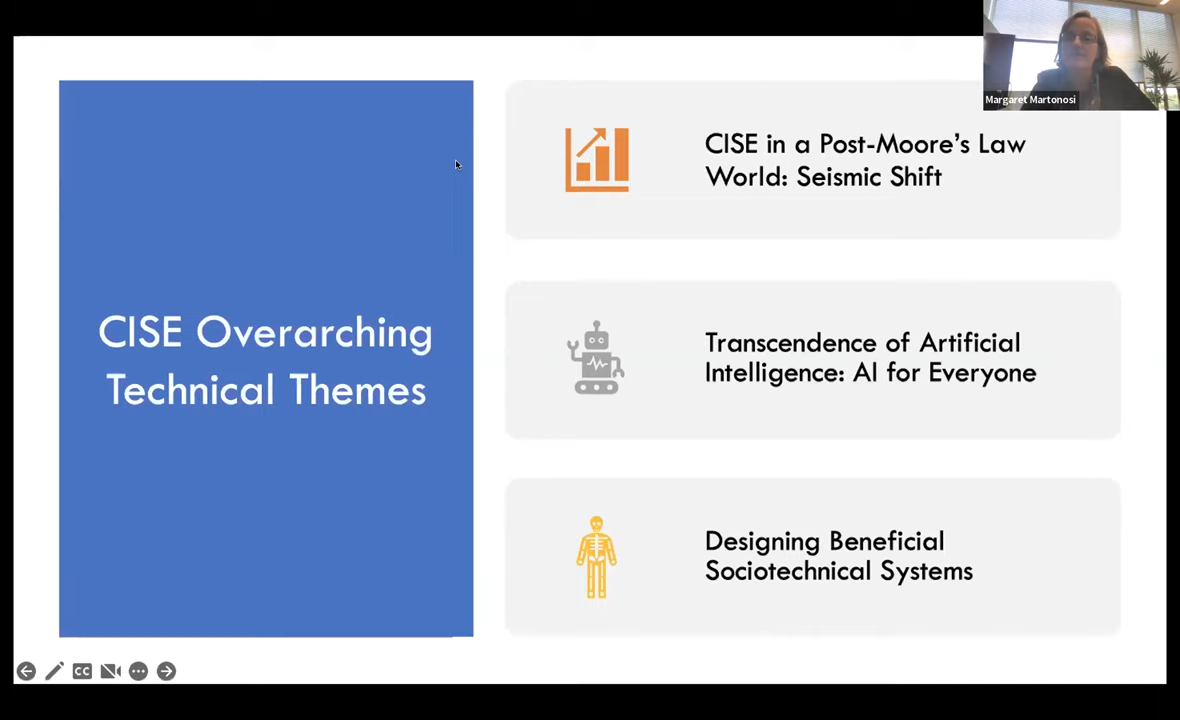 Margaret Martonosi
CISE Overarching
Technical Themes
CISE in a Post-Moore’s Law
World: Seismic Shift
Transcendence of Artificial
Intelligence: AI for Everyone
Designing Beneficial
Sociotechnical Systems
CC